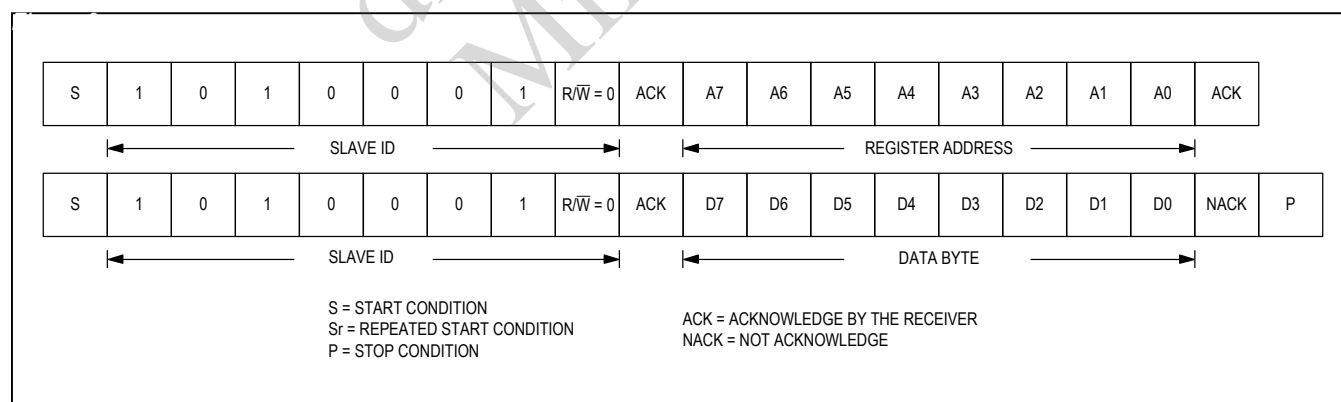 S 1 0 1 0 0 0 1 R/W̅ = 0 ACK A7 A6 A5 A4 A3 A2 A1 A0 ACK
SLAVE ID REGISTER ADDRESS
S 1 0 1 0 0 0 1 R/W̅ = 0 ACK D7 D6 D5 D4 D3 D2 D1 D0 NACK P
SLAVE ID DATA BYTE
S = START CONDITION
Sr = REPEATED START CONDITION
P = STOP CONDITION
ACK = ACKNOWLEDGE BY THE RECEIVER
NACK = NOT ACKNOWLEDGE